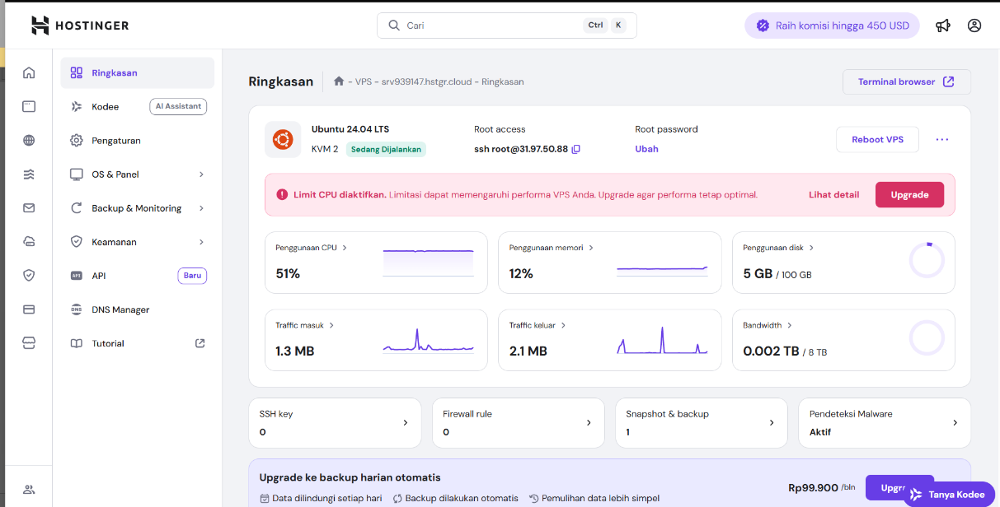 HOSTINGER
Cari
Ctrl K
Raih komisi hingga 450 USD
Ringkasan
Kodee AI Assistant
Pengaturan
OS & Panel
Backup & Monitoring
Keamanan
API API Baru
DNS DNS Manager
Tutorial
Ringkasan - VPS - srv939147.hstgr.cloud - Ringkasan
Terminal browser
Ubuntu 24.04 LTS
KVM 2 Sedang Dijalankan
Root access
ssh root@31.97.50.88
Root password
Ubah
Reboot VPS
Limit CPU diaktifkan. Limitasi dapat memengaruhi performa VPS Anda. Upgrade agar performa tetap optimal.
Lihat detail
Upgrade
Penggunaan CPU
51%
Penggunaan memori
12%
Penggunaan disk
5 GB / 100 GB
Traffic masuk
1.3 MB
Traffic keluar
2.1 MB
Bandwidth
0.002 TB / 8 TB
SSH key
0
Firewall rule
0
Snapshot & backup
1
Pendeteksi Malware
Aktif
Upgrade ke backup harian otomatis
Data dilindungi setiap hari Backup dilakukan otomatis Pemulihan data lebih simpel
Rp99.900 /bln
Upgr
Tanya Kodee